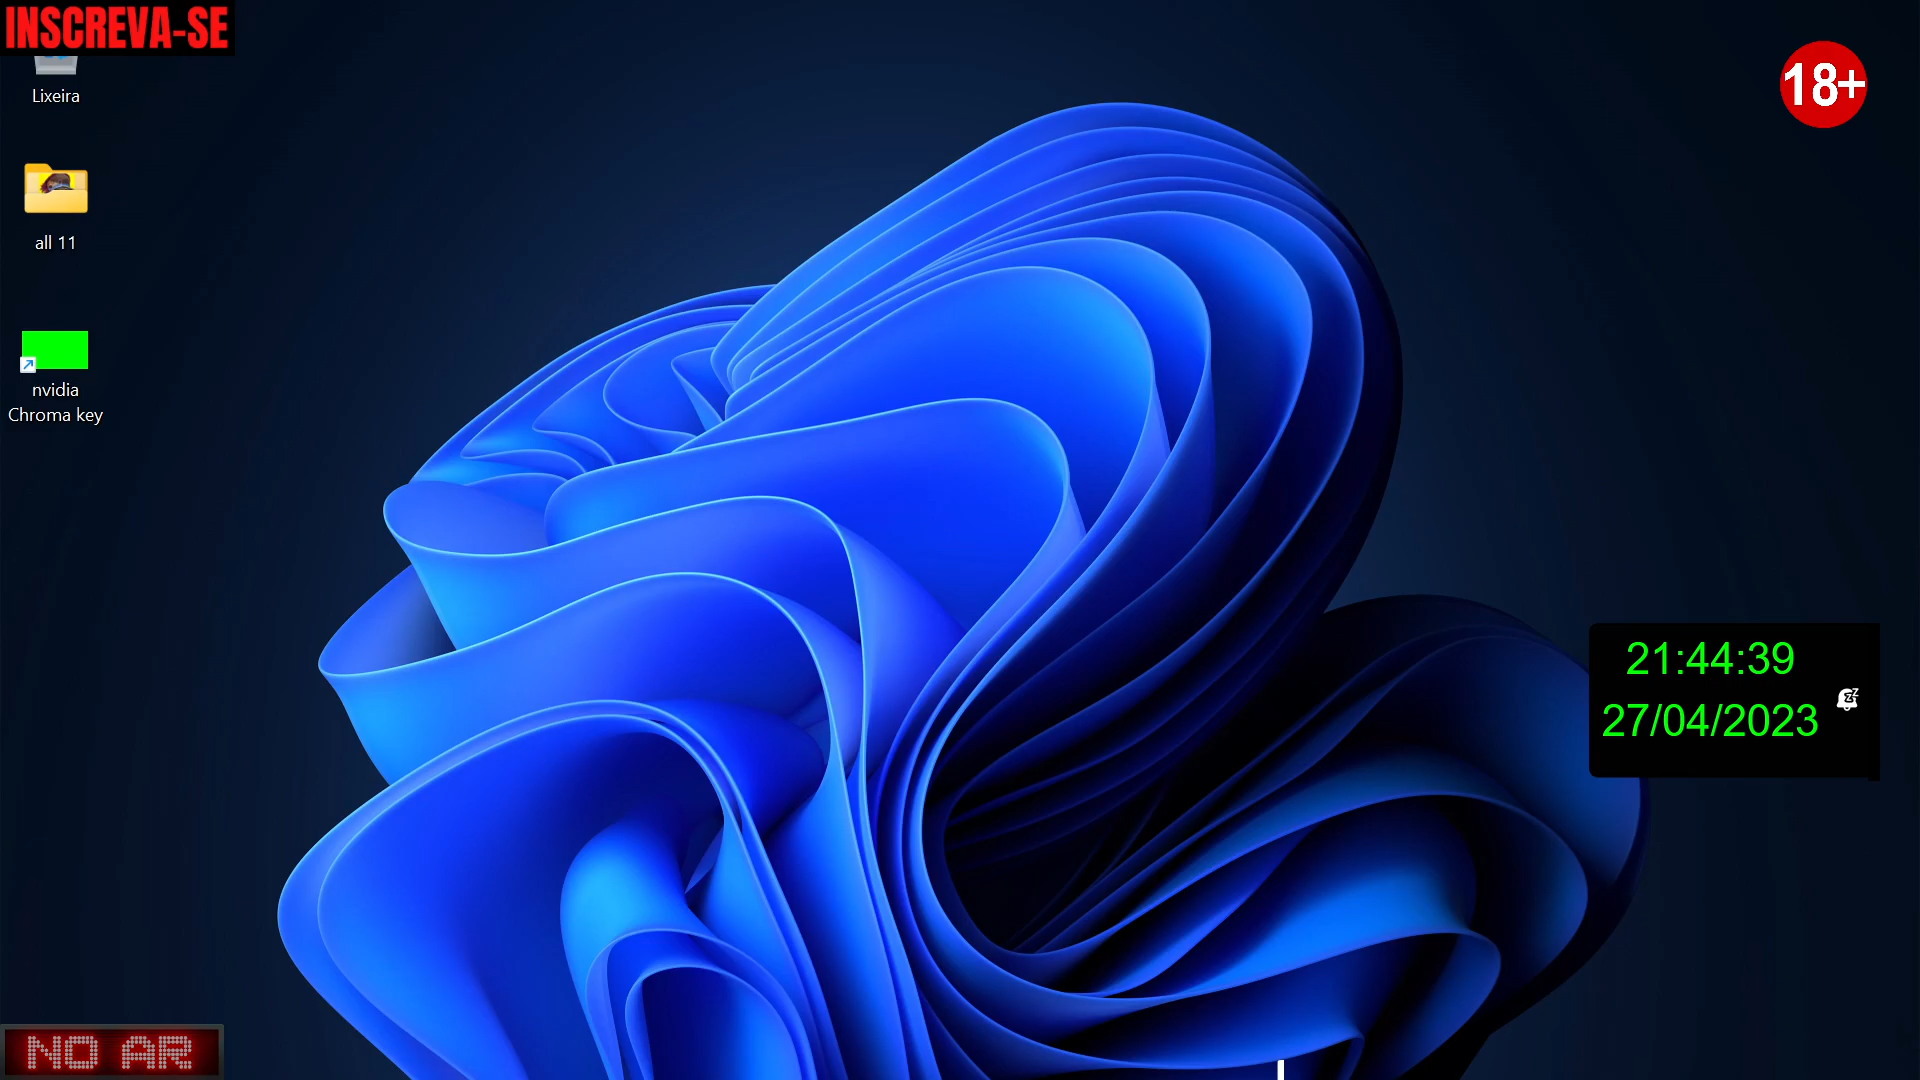 INSCREVA-SE
18+
Lixeira
all 11
nvidia
Chroma key
21:44:39
27/04/2023
NO AR